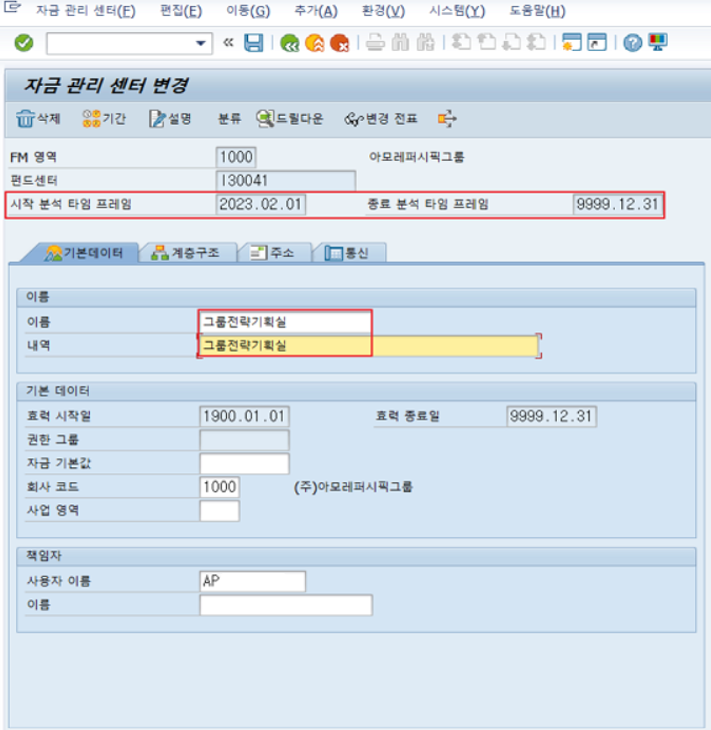 자금 관리 센터(F) 편집(E) 이동(G) 추가(A) 환경(V) 시스템(Y) 도움말(H)
자금 관리 센터 변경
삭제 기간 설명 분류 드릴다운 변경 전표
FM 영역 1000 아모레퍼시픽그룹
펀드센터 I30041
시작 분석 타임 프레임 2023.02.01 종료 분석 타임 프레임 9999.12.31
기본데이터 계층구조 주소 통신
이름
이름 그룹전략기획실
내역 그룹전략기획실
기본 데이터
효력 시작일 1900.01.01 효력 종료일 9999.12.31
권한 그룹
자금 기본값
회사 코드 1000 (주)아모레퍼시픽그룹
사업 영역
책임자
사용자 이름 AP
이름